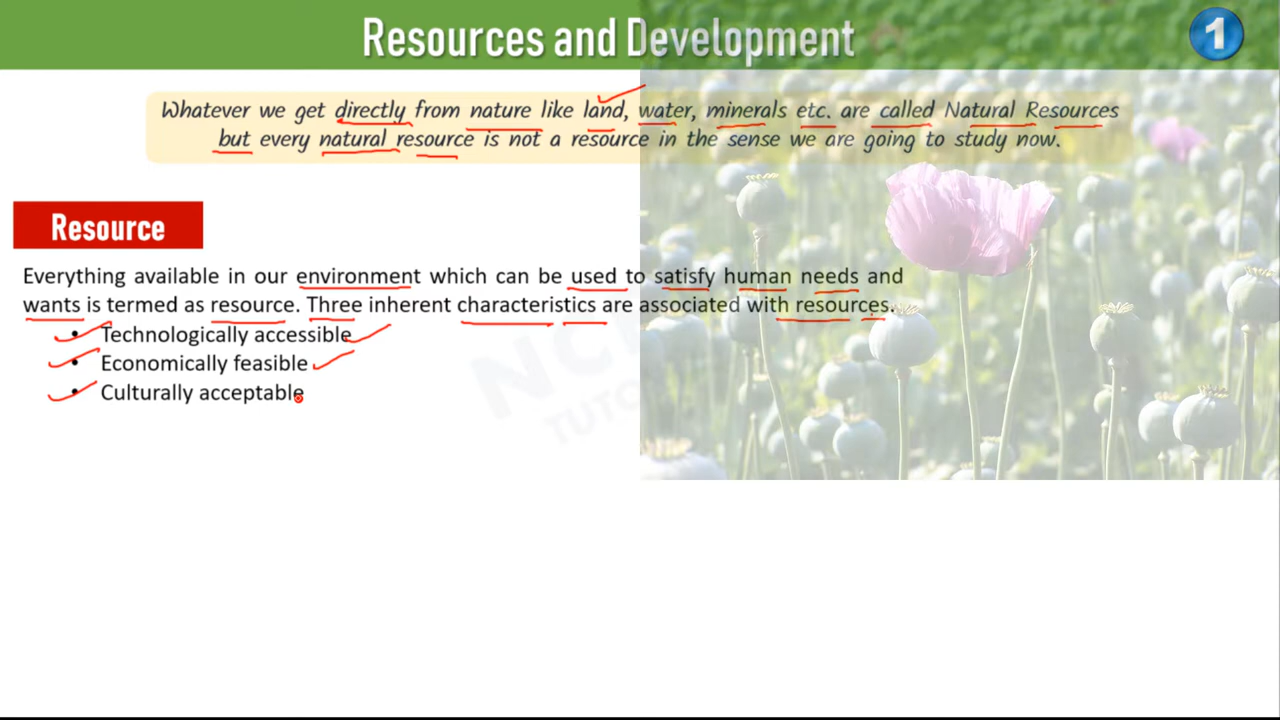 Resources and Development
1
Whatever we get directly from nature like land, water, minerals etc. are called Natural Resources
but every natural resource is not a resource in the sense we are going to study now.
Resource
Everything available in our environment which can be used to satisfy human needs and
wants is termed as resource. Three inherent characteristics are associated with resources.
• Technologically accessible
• Economically feasible
• Culturally acceptable